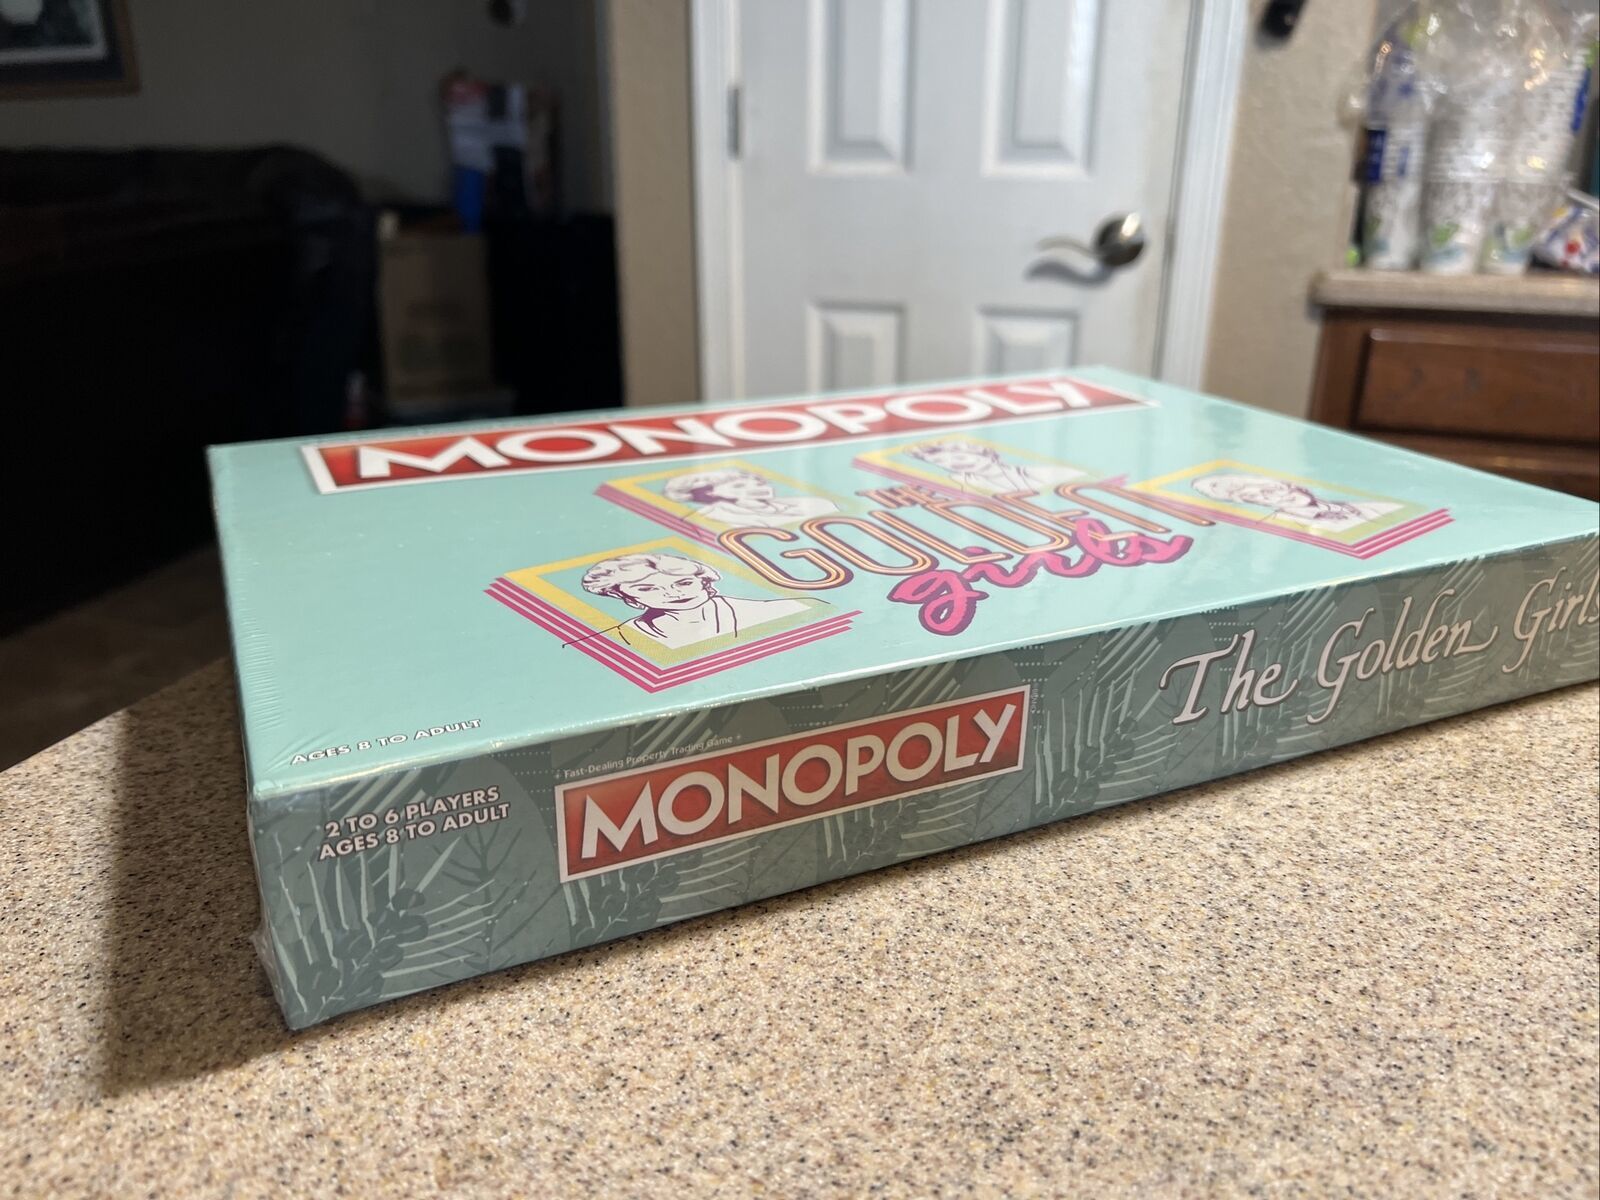 MONOPOLY
THE
GOLDEN
girls
AGES 8 TO ADULT
Fast-Dealing Property Trading Game
MONOPOLY
The Golden Girls
2 TO 6 PLAYERS
AGES 8 TO ADULT